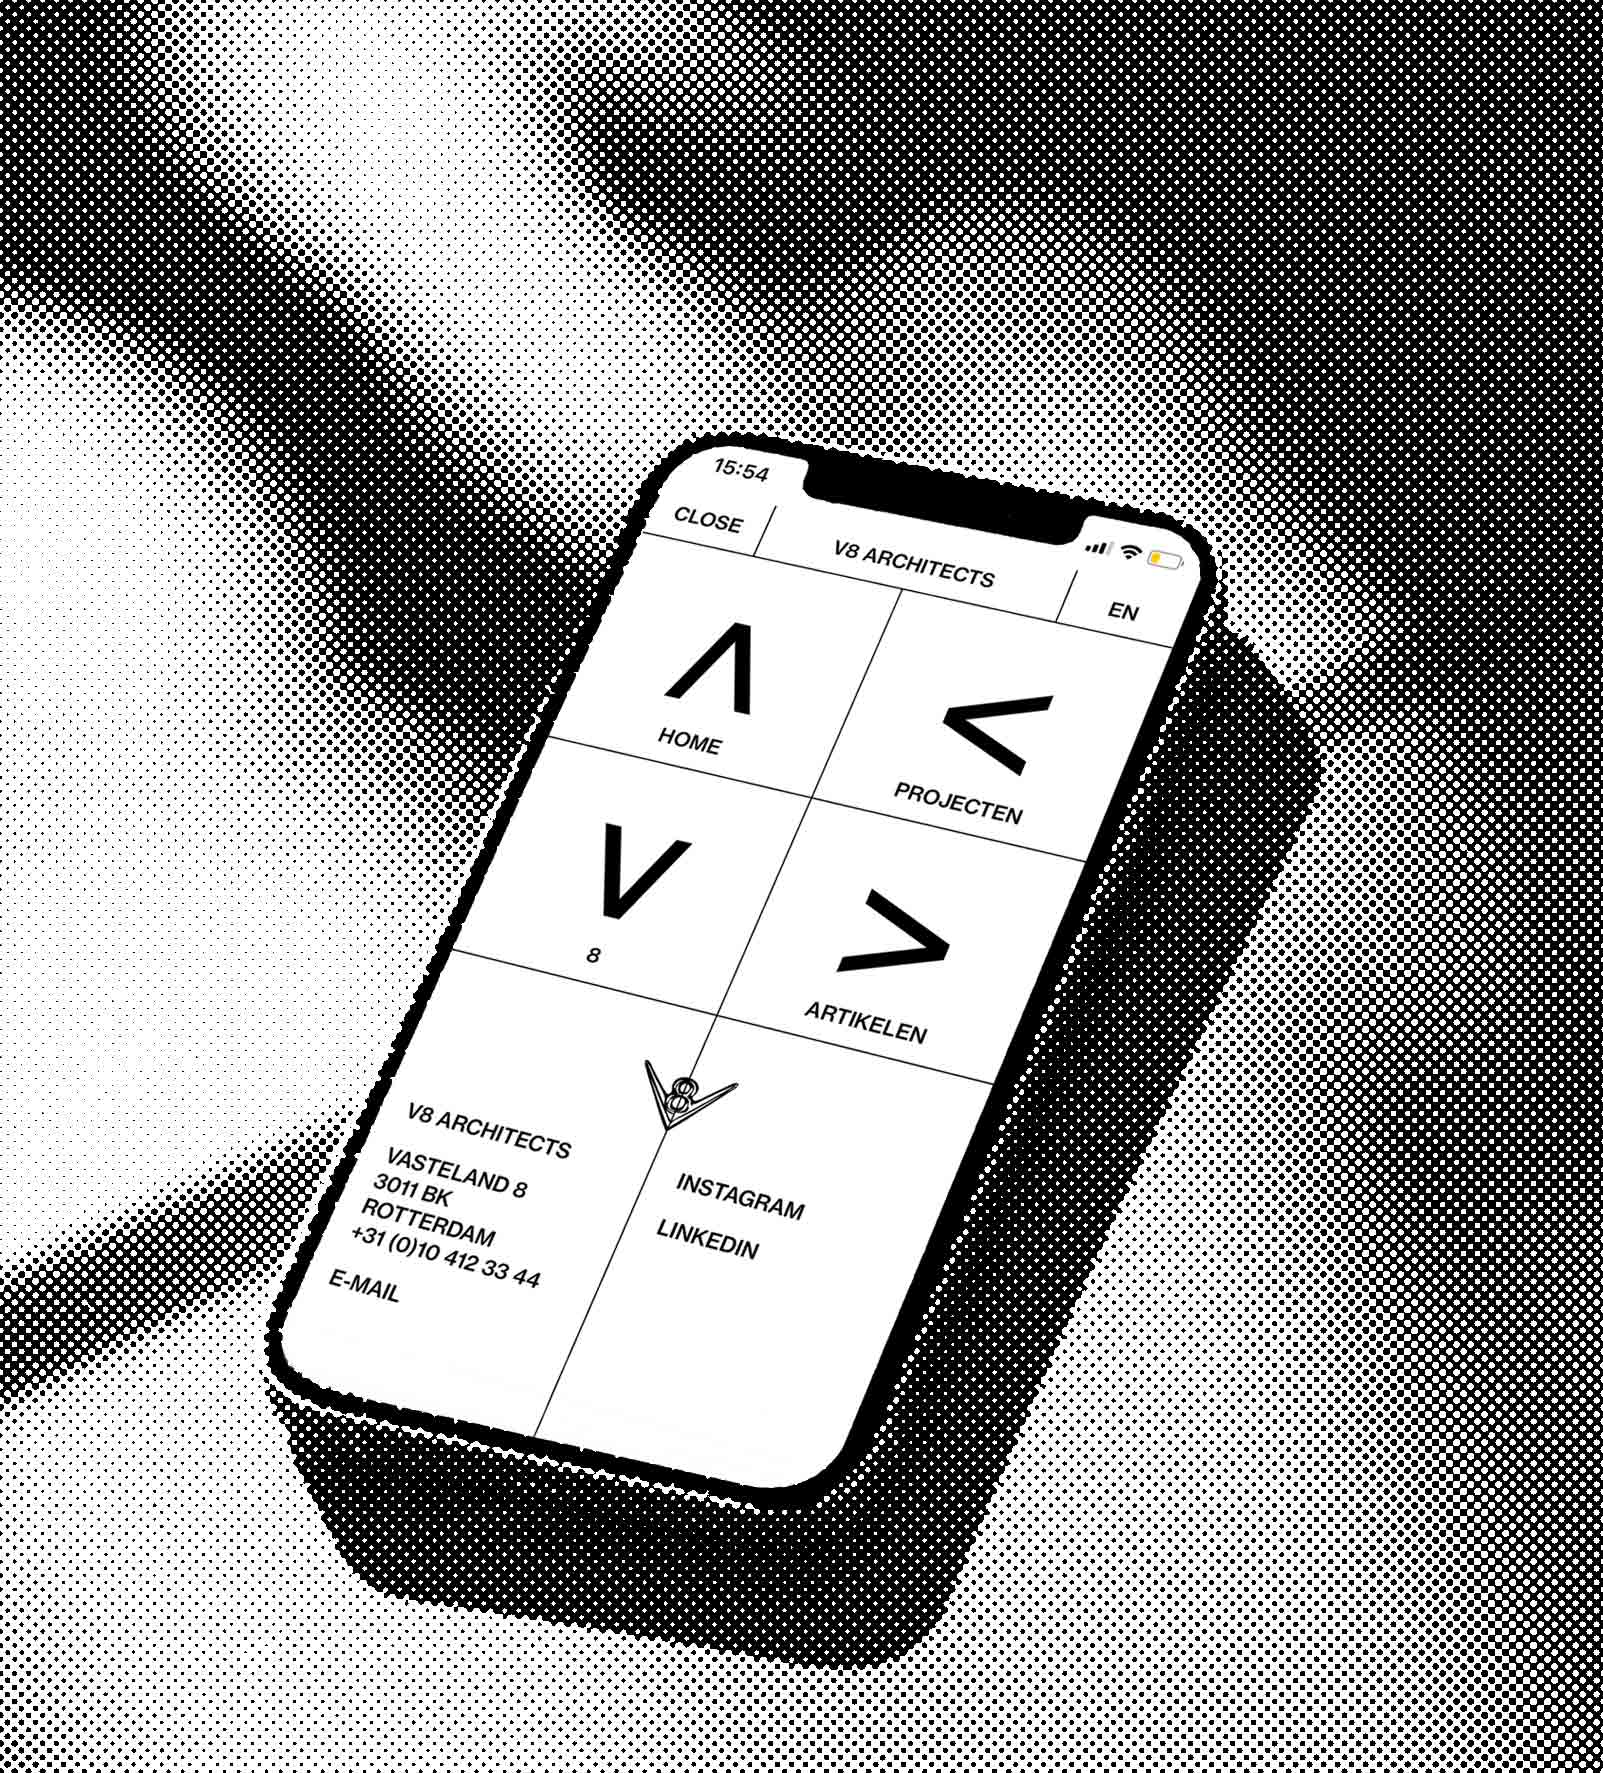 15:54
CLOSE
V8 ARCHITECTS
EN
HOME
PROJECTEN
8
ARTIKELEN
8
V8 ARCHITECTS
VASTELAND 8
3011 BK
ROTTERDAM
+31 (0)10 412 33 44
E-MAIL
INSTAGRAM
LINKEDIN